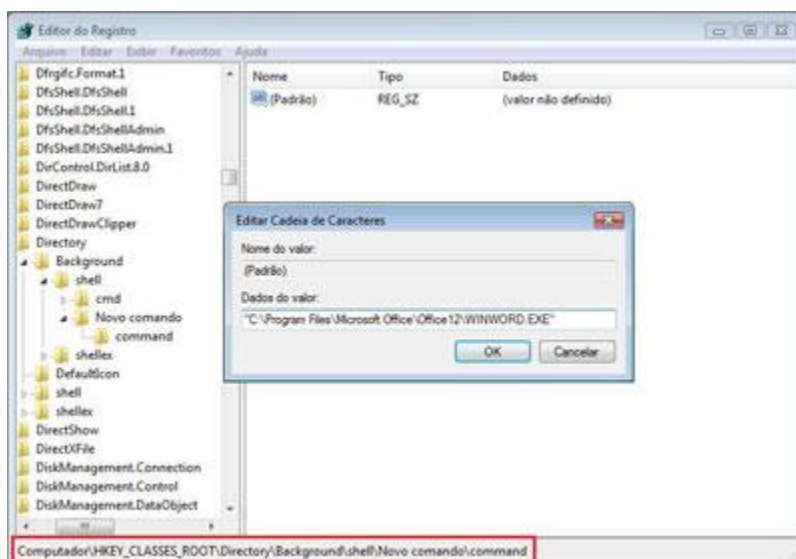 Editor do Registro
Arquivo Editar Exibir Favoritos Ajuda
Dfrgifc.Format.1
DfsShell.DfsShell
DfsShell.DfsShell.1
DfsShell.DfsShellAdmin
DfsShell.DfsShellAdmin.1
DirControl.DirList.8.0
DirectDraw
DirectDraw7
DirectDrawClipper
Directory
Background
shell
cmd
Novo comando
command
shellex
DefaultIcon
shell
shellex
DirectShow
DirectXFile
DiskManagement.Connection
DiskManagement.Control
DiskManagement.DataObject
Nome Tipo Dados
ab (Padrão) REG_SZ (valor não definido)
Editar Cadeia de Caracteres
Nome do valor:
(Padrão)
Dados do valor:
"C:\Program Files\Microsoft Office\Office12\WINWORD.EXE"
OK Cancelar
Computador\HKEY_CLASSES_ROOT\Directory\Background\shell\Novo comando\command